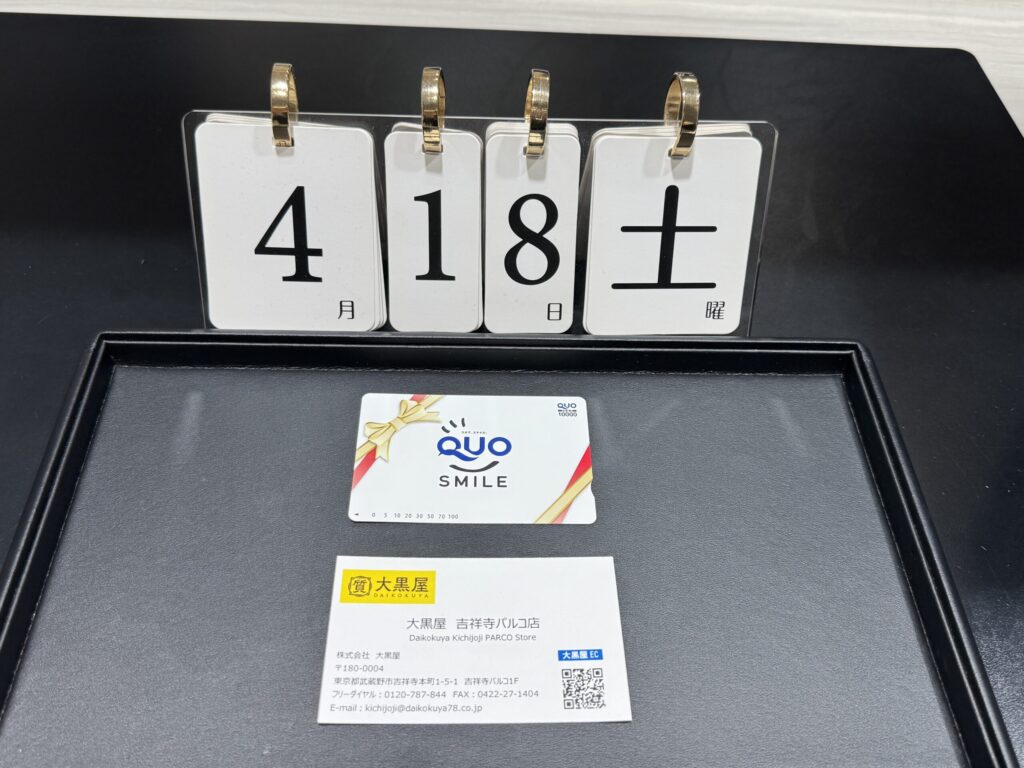 4月
18日
土曜
QUO
10000
QUO
SMILE
0 5 10 20 30 50 70 100
質 大黒屋
DAIKOKUYA
大黒屋 吉祥寺パルコ店
Daikokuya Kichijoji PARCO Store
株式会社 大黒屋
〒180-0004
東京都武蔵野市吉祥寺本町1-5-1 吉祥寺パルコ1F
フリーダイヤル：0120-787-844 FAX：0422-27-1404
E-mail：kichijoji@daikokuya78.co.jp
大黒屋 EC